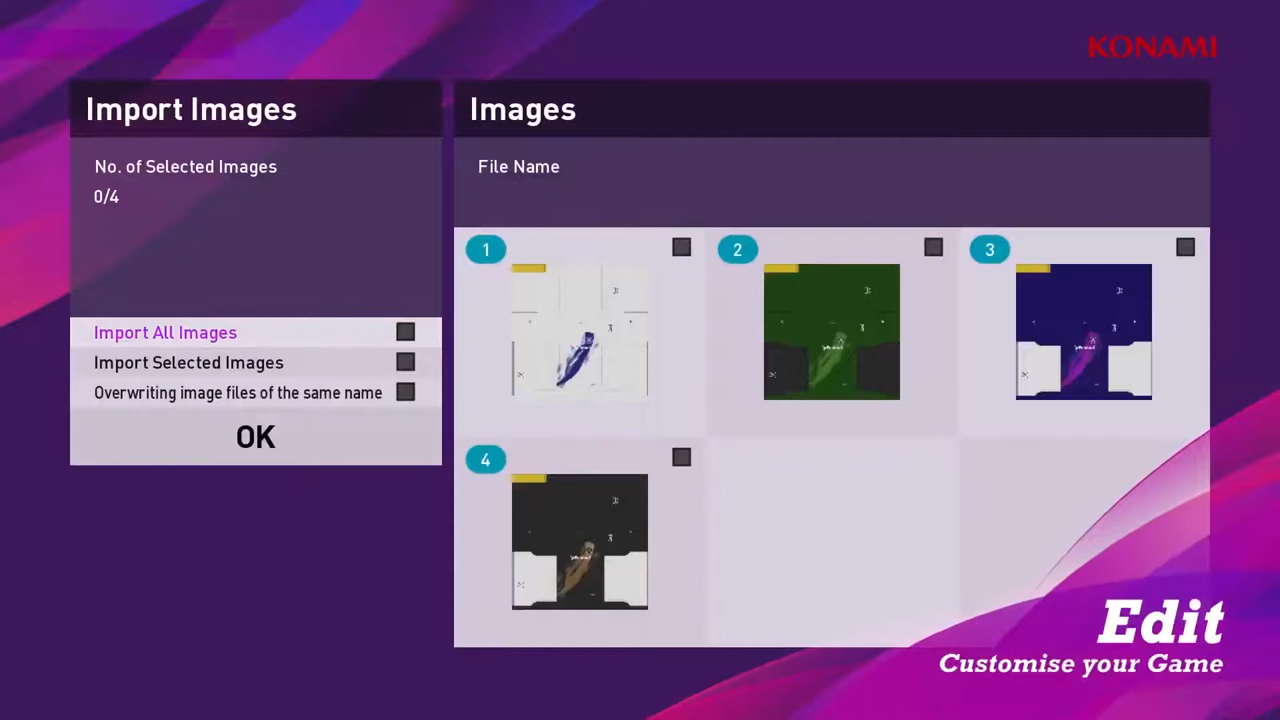 KONAMI
Import Images
No. of Selected Images
0/4
Import All Images
Import Selected Images
Overwriting image files of the same name
OK
Images
File Name
1
2
3
4
Edit
Customise your Game